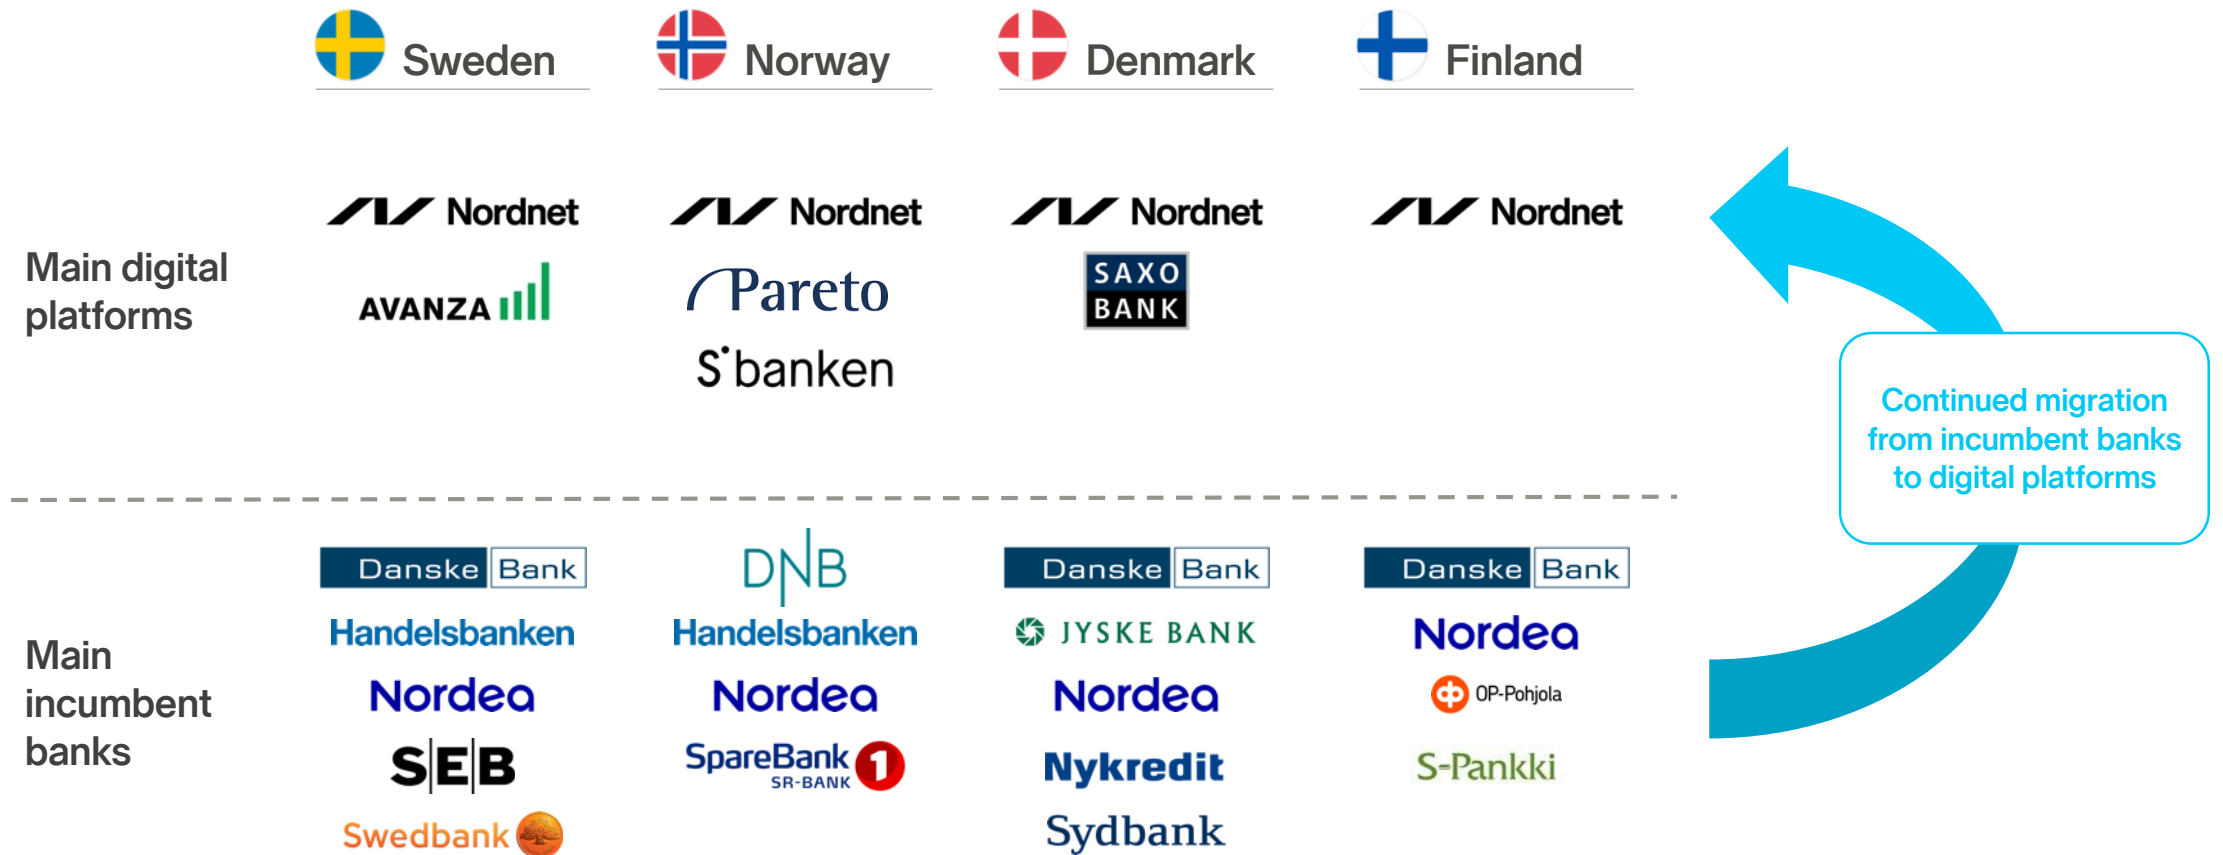 Sweden
Norway
Denmark
Finland
Main digital
platforms
Nordnet
Nordnet
Nordnet
Nordnet
AVANZA
Pareto
SAXO
BANK
S'banken
Continued migration
from incumbent banks
to digital platforms
Main
incumbent
banks
Danske Bank
DNB
Danske Bank
Danske Bank
Handelsbanken
Handelsbanken
JYSKE BANK
Nordea
Nordea
Nordea
Nordea
OP-Pohjola
SEB
SpareBank 1
SR-BANK
Nykredit
S-Pankki
Swedbank
Sydbank